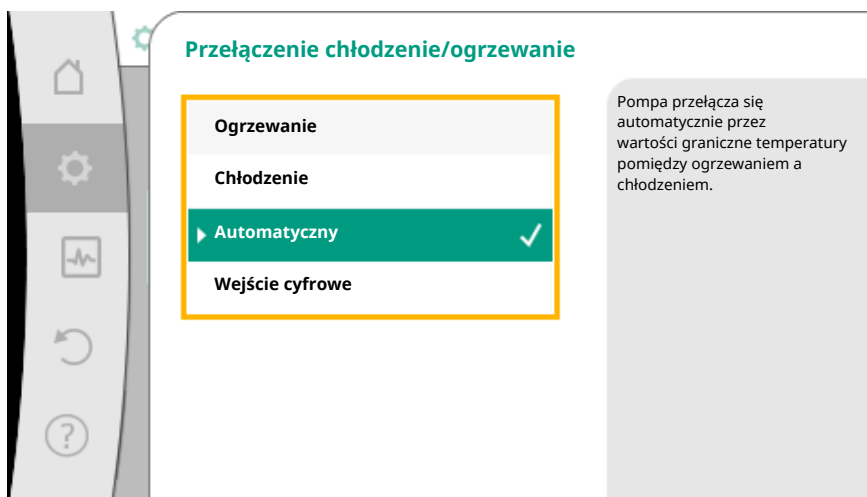 Przełączenie chłodzenie/ogrzewanie
Ogrzewanie
Chłodzenie
Automatyczny
Wejście cyfrowe
Pompa przełącza się
automatycznie przez
wartości graniczne temperatury
pomiędzy ogrzewaniem a
chłodzeniem.
?